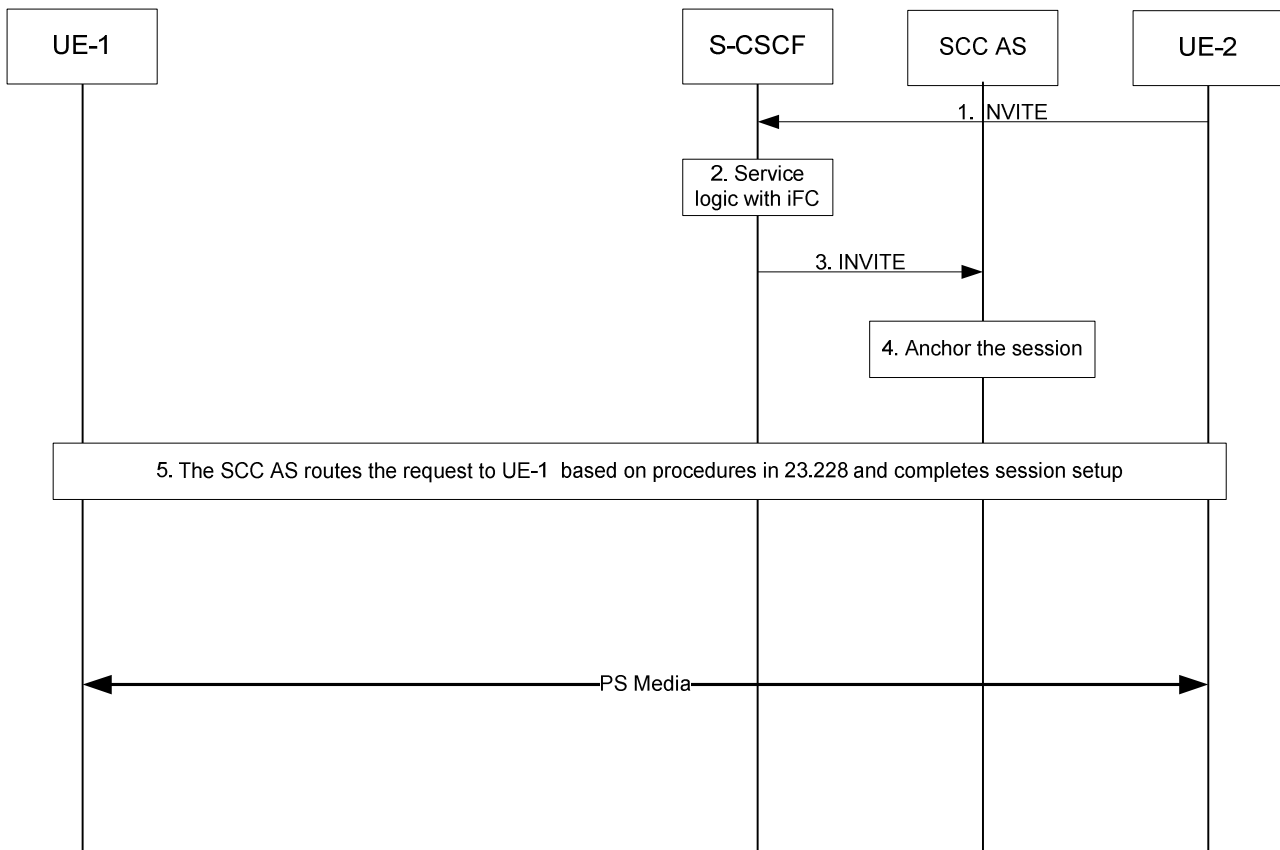 UE-1
S-CSCF
SCC AS
UE-2
1. INVITE
2. Service
logic with iFC
3. INVITE
4. Anchor the session
5. The SCC AS routes the request to UE-1 based on procedures in 23.228 and completes session setup
PS Media